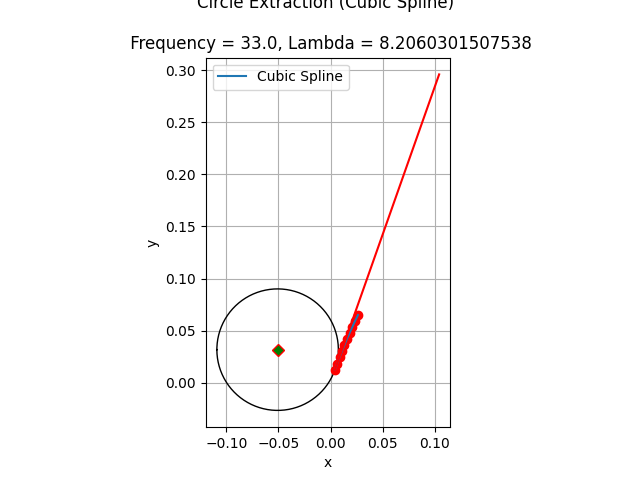 Circle Extraction (Cubic Spline)
Frequency = 33.0, Lambda = 8.2060301507538
Cubic Spline
0.30
0.25
0.20
0.15
0.10
0.05
0.00
y
−0.10 −0.05 0.00 0.05 0.10
x